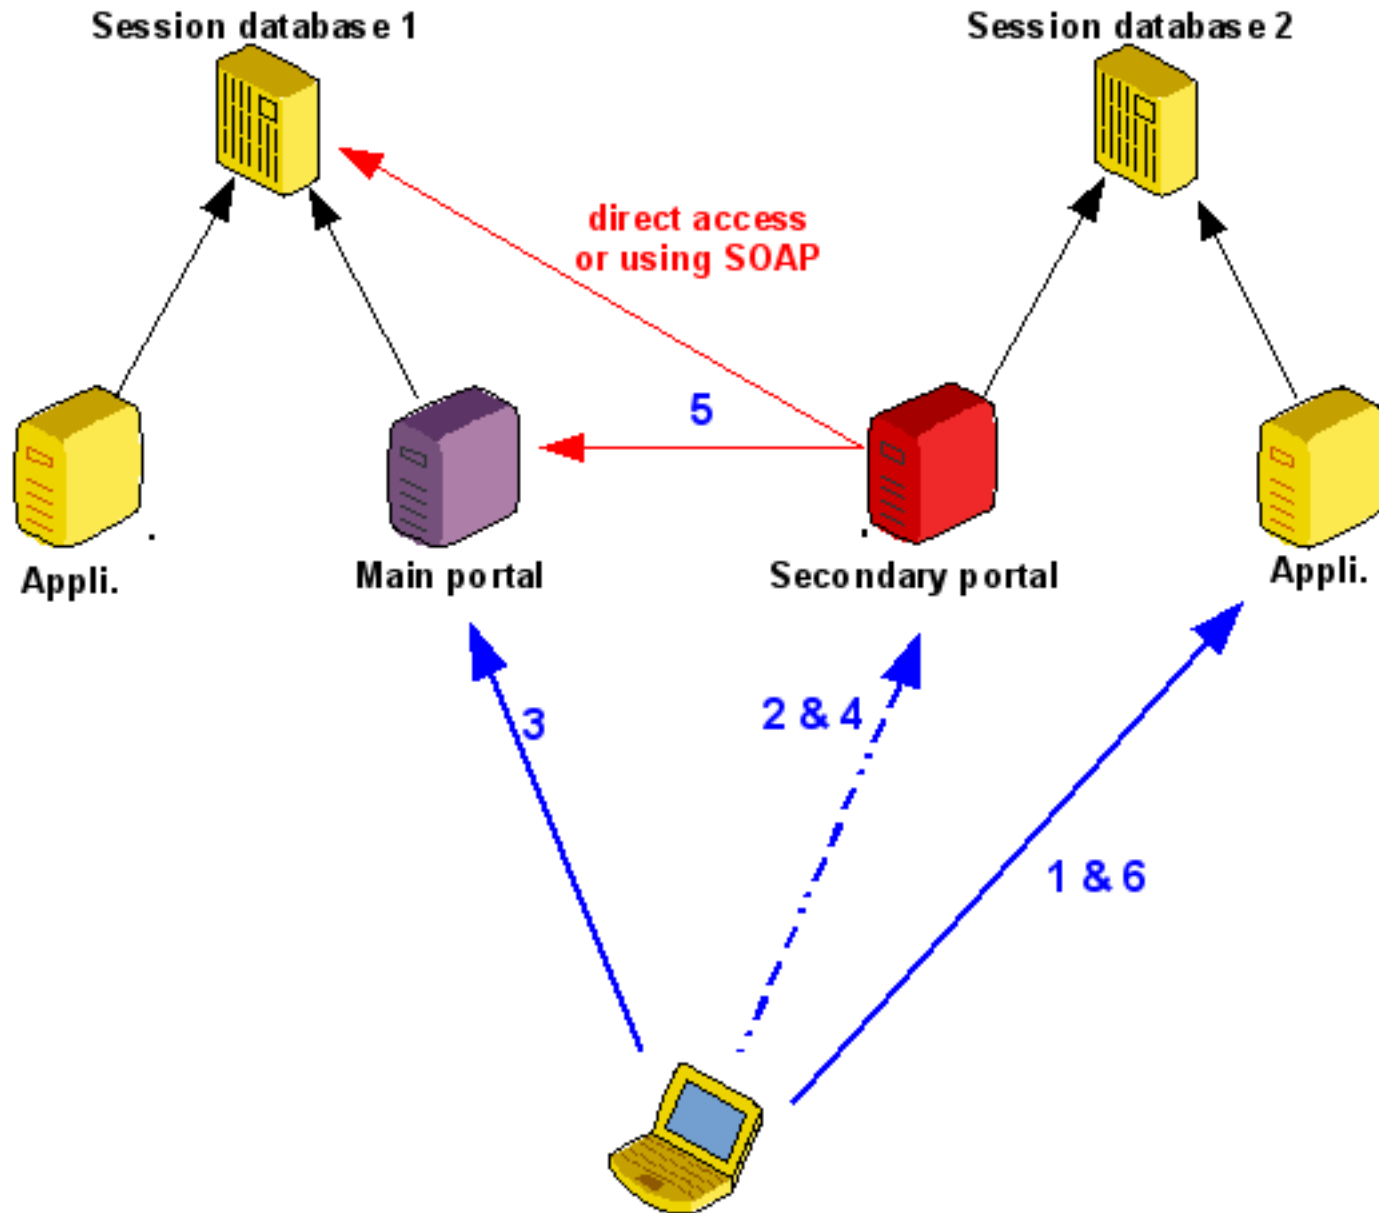 Session database 1
Session database 2
direct access
or using SOAP
5
Appli.
Main portal
Secondary portal
Appli.
3
2 & 4
1 & 6